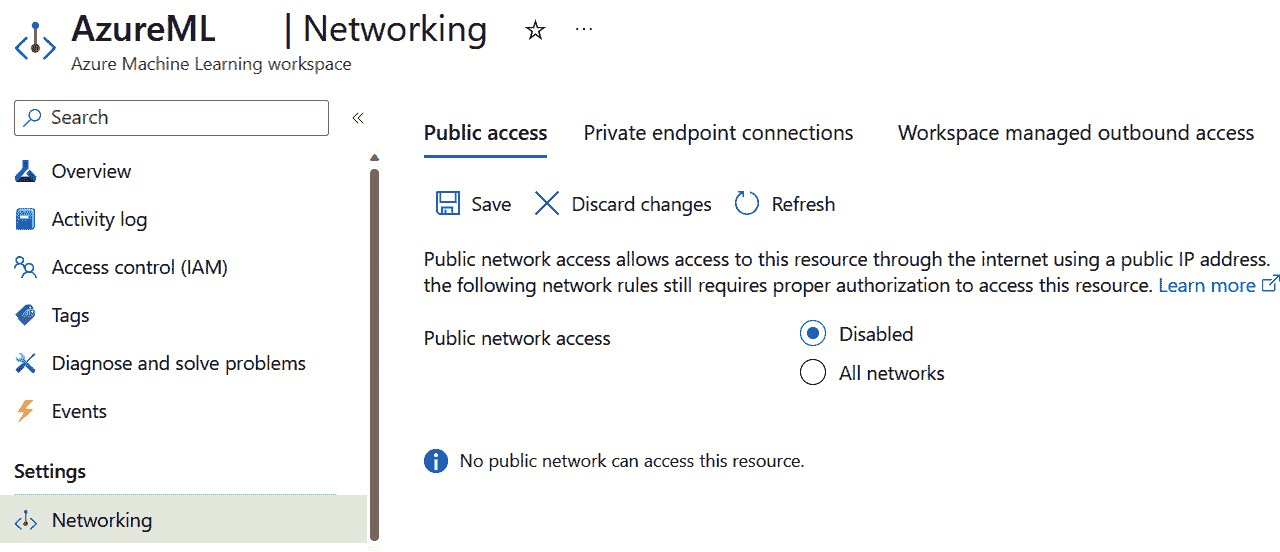 AzureML | Networking
Azure Machine Learning workspace
Search
Overview
Activity log
Access control (IAM)
Tags
Diagnose and solve problems
Events
Settings
Networking
Public access Private endpoint connections Workspace managed outbound access
Save Discard changes Refresh
Public network access allows access to this resource through the internet using a public IP address.
the following network rules still requires proper authorization to access this resource. Learn more
Public network access
Disabled
All networks
No public network can access this resource.